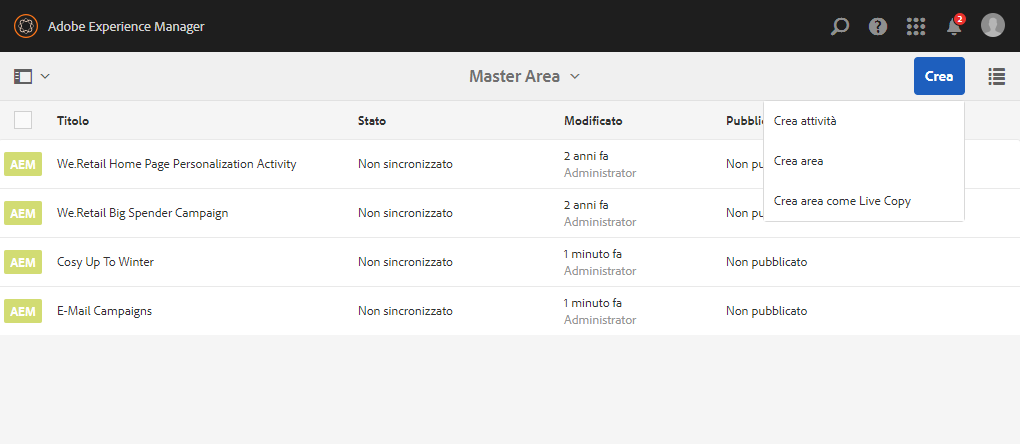 Adobe Experience Manager
2
Master Area
Crea
Titolo Stato Modificato
Crea attività
Crea area
Crea area come Live Copy
AEM We.Retail Home Page Personalization Activity Non sincronizzato 2 anni fa Non
Administrator
AEM We.Retail Big Spender Campaign Non sincronizzato 2 anni fa Non
Administrator
AEM Cosy Up To Winter Non sincronizzato 1 minuto fa Non pubblicato
Administrator
AEM E-Mail Campaigns Non sincronizzato 1 minuto fa Non pubblicato
Administrator